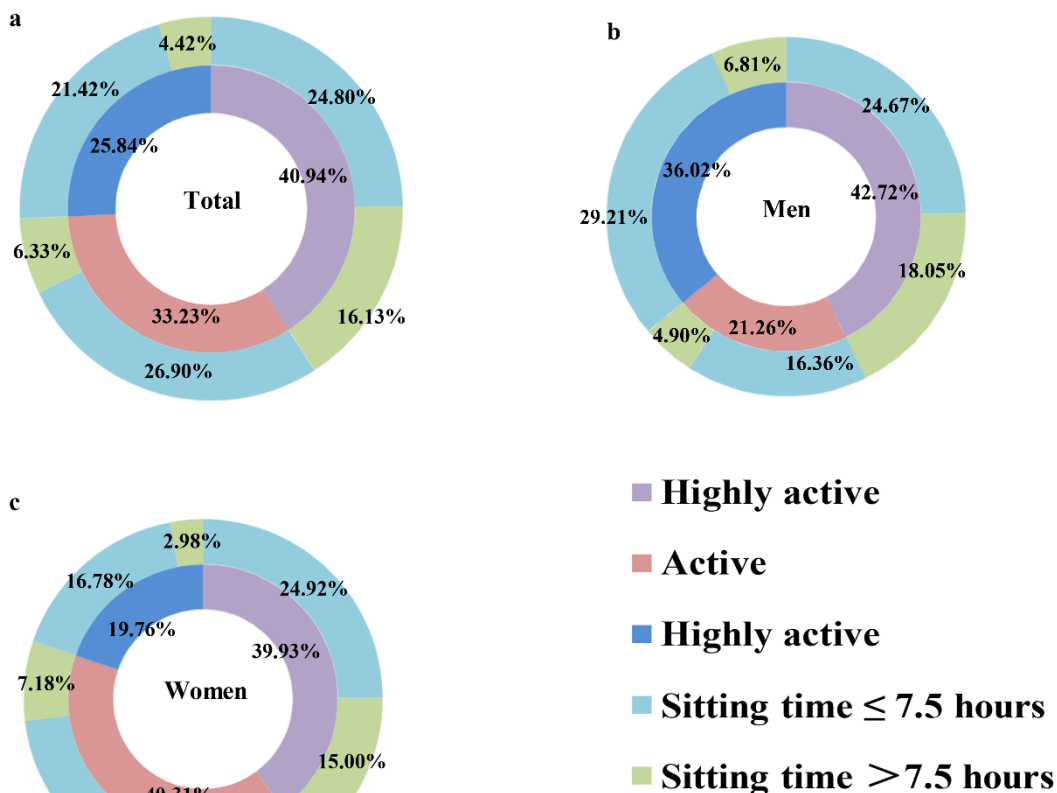 a
4.42%
21.42%
24.80%
25.84%
40.94%
Total
6.33%
33.23%
16.13%
26.90%
b
6.81%
24.67%
36.02%
42.72%
29.21%
Men
18.05%
4.90%
21.26%
16.36%
c
2.98%
16.78%
24.92%
19.76%
39.93%
7.18%
Women
15.00%
Highly active
Active
Highly active
Sitting time ≤ 7.5 hours
Sitting time >7.5 hours